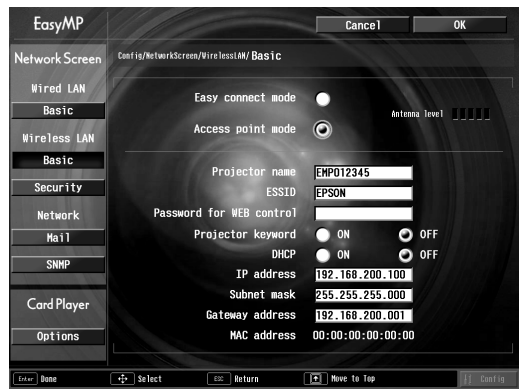 EasyMP
Cancel
OK
Network Screen
Config/NetworkScreen/WirelessLAN/Basic
Wired LAN
Basic
Wireless LAN
Basic
Security
Network
Mail
SNMP
Card Player
Options
Easy connect mode
Antenna level
Access point mode
Projector name EMP012345
ESSID EPSON
Password for WEB control
Projector keyword ON OFF
DHCP ON OFF
IP address 192.168.200.100
Subnet mask 255.255.255.000
Gateway address 192.168.200.001
MAC address 00:00:00:00:00:00
Enter Done Select ESC Return Move to Top Config